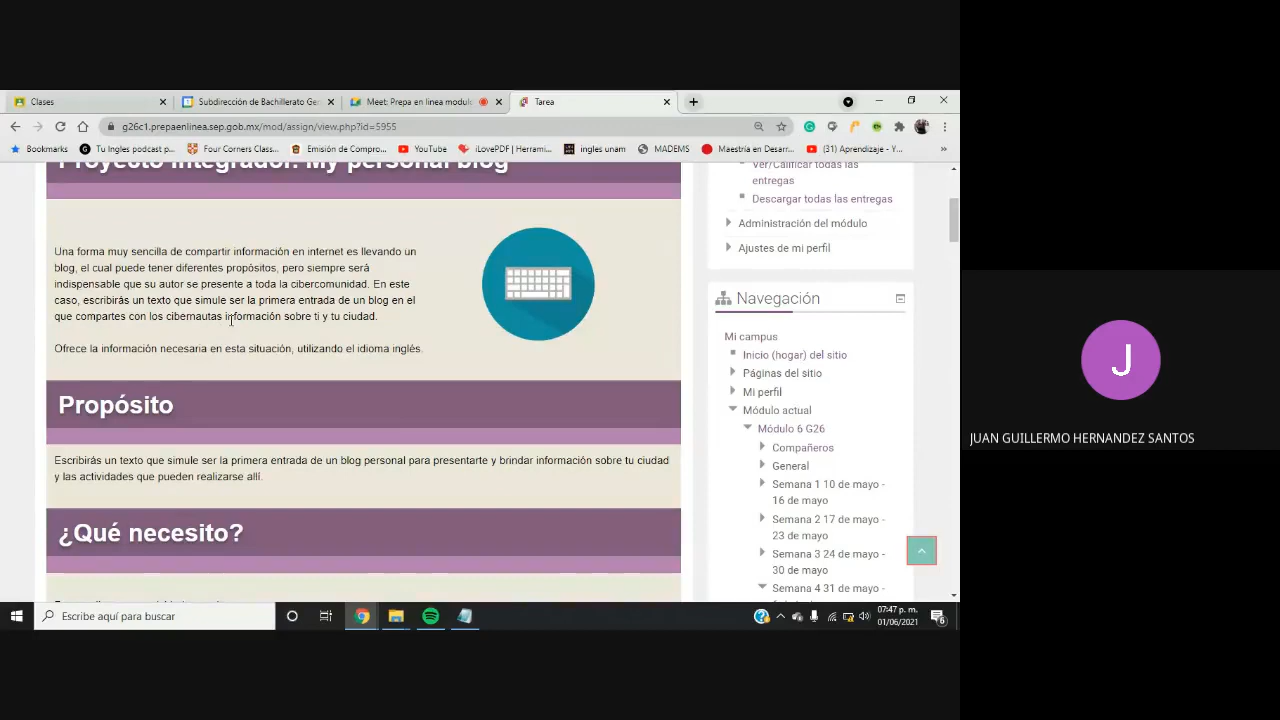 Clases
Subdirección de Bachillerato Ge
Meet: Prepa en linea modul
Tarea
g26c1.prepaenlinea.sep.gob.mx/mod/assign/view.php?id=5955
Bookmarks
Tu Ingles podcast p...
Four Corners Class...
Emisión de Compro...
YouTube
iLovePDF | Herrami...
ingles unam
MADEMS
Maestría en Desarr...
(31) Aprendizaje - Y...
»
Proyecto integrador. My personal blog
Una forma muy sencilla de compartir información en internet es llevando un
blog, el cual puede tener diferentes propósitos, pero siempre será
indispensable que su autor se presente a toda la cibercomunidad. En este
caso, escribirás un texto que simule ser la primera entrada de un blog en el
que compartes con los cibernautas información sobre ti y tu ciudad.
Ofrece la información necesaria en esta situación, utilizando el idioma inglés.
Propósito
Escribirás un texto que simule ser la primera entrada de un blog personal para presentarte y brindar información sobre tu ciudad
y las actividades que pueden realizarse allí.
¿Qué necesito?
Ver/Calificar todas las
entregas
Descargar todas las entregas
Administración del módulo
Ajustes de mi perfil
Navegación
Mi campus
Inicio (hogar) del sitio
Páginas del sitio
Mi perfil
Módulo actual
Módulo 6 G26
Compañeros
General
Semana 1 10 de mayo -
16 de mayo
Semana 2 17 de mayo -
23 de mayo
Semana 3 24 de mayo -
30 de mayo
Semana 4 31 de mayo -
Escribe aquí para buscar
07:47 p. m.
01/06/2021
6
J
JUAN GUILLERMO HERNANDEZ SANTOS